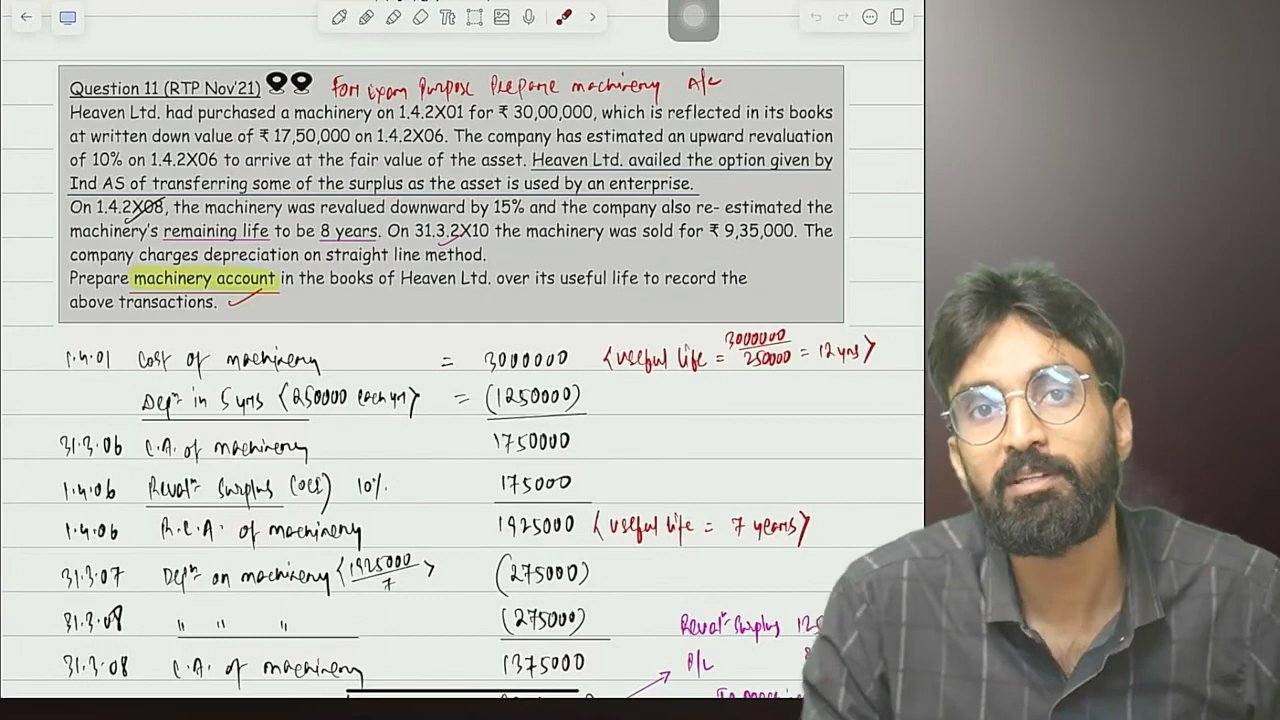 Question 11 (RTP Nov'21) For Exam Purpose Prepare machinery A/c
Heaven Ltd. had purchased a machinery on 1.4.2X01 for ₹ 30,00,000, which is reflected in its books
at written down value of ₹ 17,50,000 on 1.4.2X06. The company has estimated an upward revaluation
of 10% on 1.4.2X06 to arrive at the fair value of the asset. Heaven Ltd. availed the option given by
Ind AS of transferring some of the surplus as the asset is used by an enterprise.
On 1.4.2X08, the machinery was revalued downward by 15% and the company also re- estimated the
machinery's remaining life to be 8 years. On 31.3.2X10 the machinery was sold for ₹ 9,35,000. The
company charges depreciation on straight line method.
Prepare machinery account in the books of Heaven Ltd. over its useful life to record the
above transactions.
1.4.01 Cost of machinery = 3000000 <useful life = 3000000/250000 = 12 yrs>
Depn in 5 yrs <250000 each yr> = (1250000)
31.3.06 C.A. of machinery 1750000
1.4.06 Revaln Surplus (OCI) 10% 175000
1.4.06 R.C.A. of machinery 1925000 <useful life = 7 years>
31.3.07 Depn on machinery <1925000/7> (275000)
31.3.08 " " " (275000)
Revaln Surplus
31.3.08 C.A. of machinery 1375000
P/L